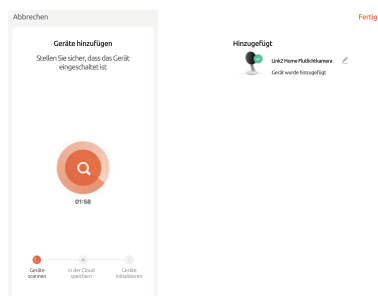 Abbrechen
Geräte hinzufügen
Stellen Sie sicher, dass das Gerät
eingeschaltet ist
01:58
Geräte
scannen
In der Cloud
speichern
Geräte
initialisieren
Fertig
Hinzugefügt
Link2 Home Flutlichtkamera
Gerät wurde hinzugefügt